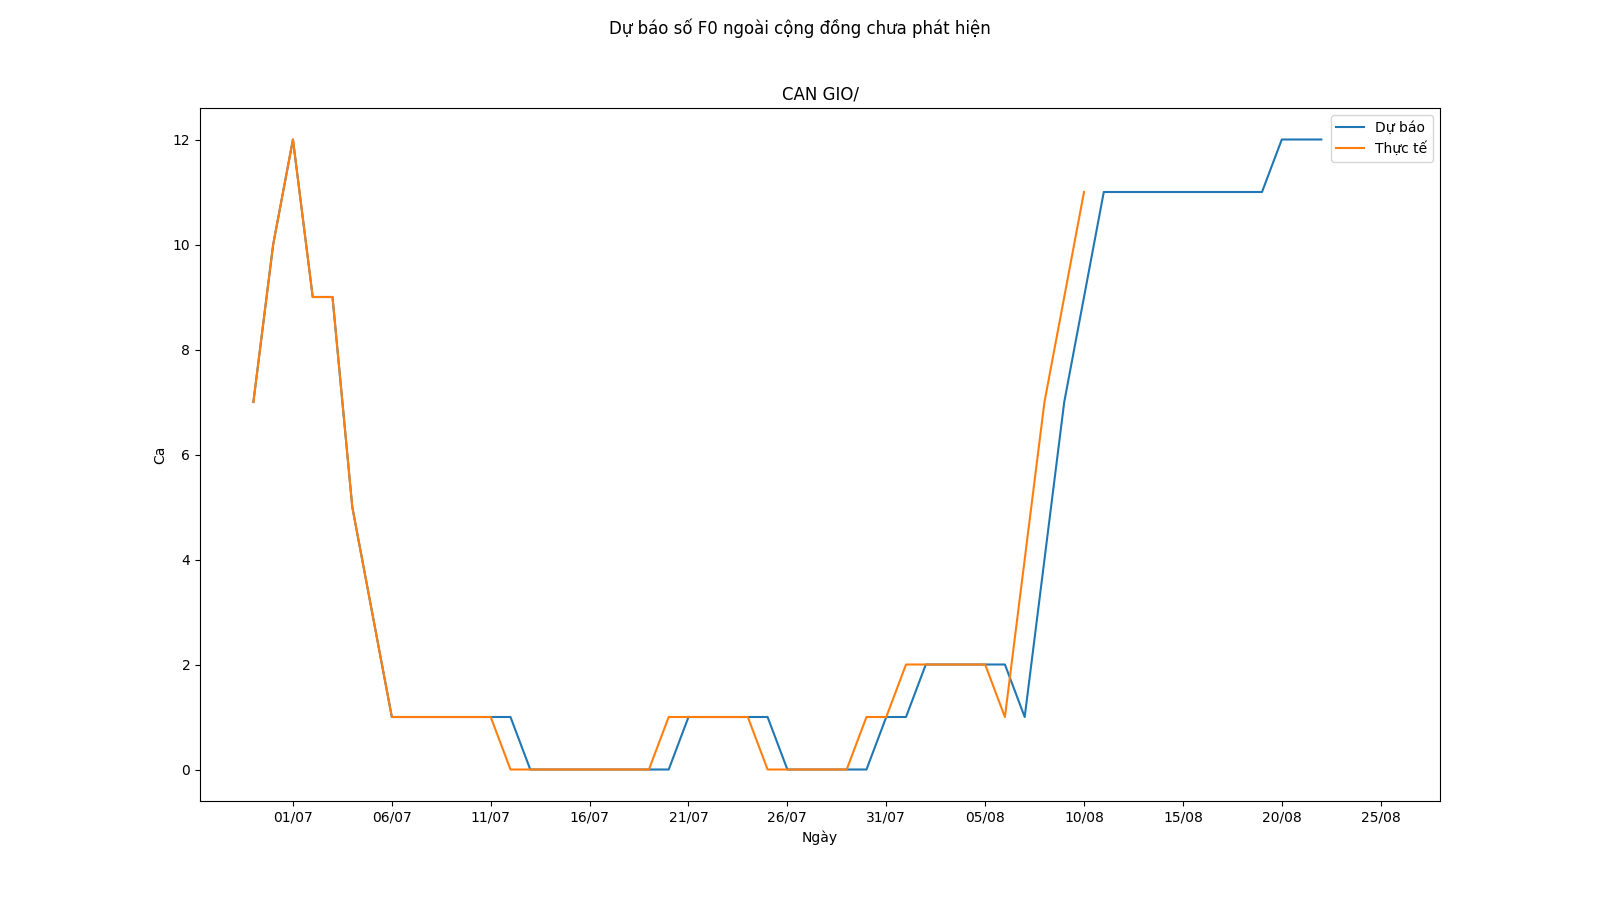 Dự báo số F0 ngoài cộng đồng chưa phát hiện
CAN GIO/
Dự báo
Thực tế
12
10
8
6
4
2
0
Ca
01/07 06/07 11/07 16/07 21/07 26/07 31/07 05/08 10/08 15/08 20/08 25/08
Ngày